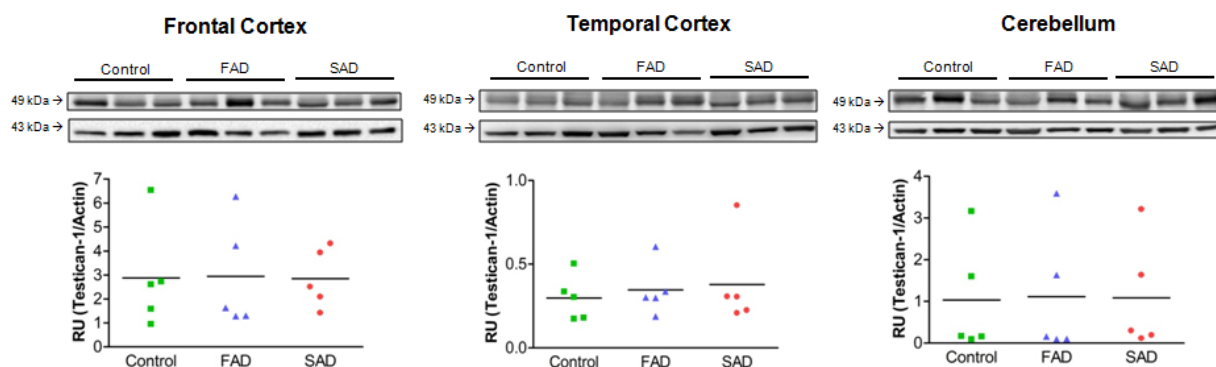 Frontal Cortex
Control FAD SAD
49 kDa →
43 kDa →
RU (Testican-1/Actin)
7
6
5
4
3
2
1
0
Control FAD SAD
Temporal Cortex
Control FAD SAD
49 kDa →
43 kDa →
RU (Testican-1/Actin)
1.0
0.5
0.0
Control FAD SAD
Cerebellum
Control FAD SAD
49 kDa →
43 kDa →
RU (Testican-1/Actin)
4
3
2
1
0
Control FAD SAD